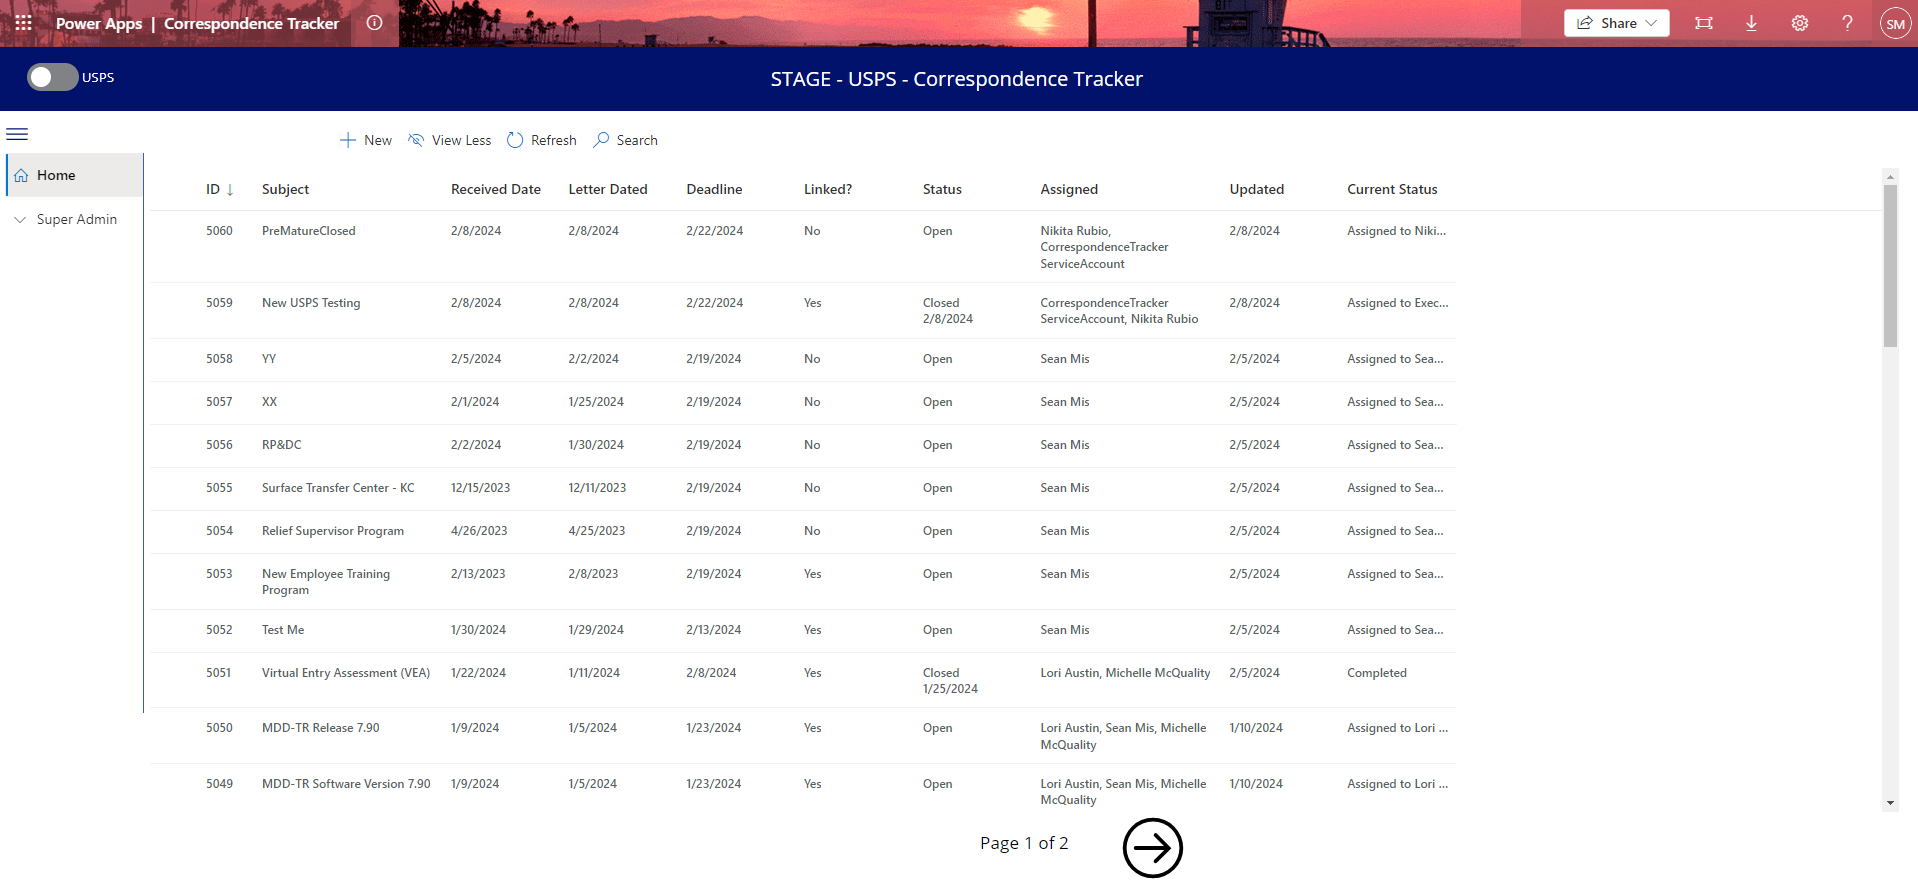 Power Apps | Correspondence Tracker
Share
SM
USPS
STAGE - USPS - Correspondence Tracker
New View Less Refresh Search
Home
Super Admin
ID ↓ Subject Received Date Letter Dated Deadline Linked? Status Assigned Updated Current Status
5060 PreMatureClosed 2/8/2024 2/8/2024 2/22/2024 No Open Nikita Rubio, 2/8/2024 Assigned to Niki...
CorrespondenceTracker
ServiceAccount
5059 New USPS Testing 2/8/2024 2/8/2024 2/22/2024 Yes Closed CorrespondenceTracker 2/8/2024 Assigned to Exec...
2/8/2024 ServiceAccount, Nikita Rubio
5058 YY 2/5/2024 2/2/2024 2/19/2024 No Open Sean Mis 2/5/2024 Assigned to Sea...
5057 XX 2/1/2024 1/25/2024 2/19/2024 No Open Sean Mis 2/5/2024 Assigned to Sea...
5056 RP&DC 2/2/2024 1/30/2024 2/19/2024 No Open Sean Mis 2/5/2024 Assigned to Sea...
5055 Surface Transfer Center - KC 12/15/2023 12/11/2023 2/19/2024 No Open Sean Mis 2/5/2024 Assigned to Sea...
5054 Relief Supervisor Program 4/26/2023 4/25/2023 2/19/2024 No Open Sean Mis 2/5/2024 Assigned to Sea...
5053 New Employee Training 2/13/2023 2/8/2023 2/19/2024 Yes Open Sean Mis 2/5/2024 Assigned to Sea...
Program
5052 Test Me 1/30/2024 1/29/2024 2/13/2024 Yes Open Sean Mis 2/5/2024 Assigned to Sea...
5051 Virtual Entry Assessment (VEA) 1/22/2024 1/11/2024 2/8/2024 Yes Closed Lori Austin, Michelle McQuality 2/5/2024 Completed
1/25/2024
5050 MDD-TR Release 7.90 1/9/2024 1/5/2024 1/23/2024 Yes Open Lori Austin, Sean Mis, Michelle 1/10/2024 Assigned to Lori ...
McQuality
5049 MDD-TR Software Version 7.90 1/9/2024 1/5/2024 1/23/2024 Yes Open Lori Austin, Sean Mis, Michelle 1/10/2024 Assigned to Lori ...
McQuality
Page 1 of 2